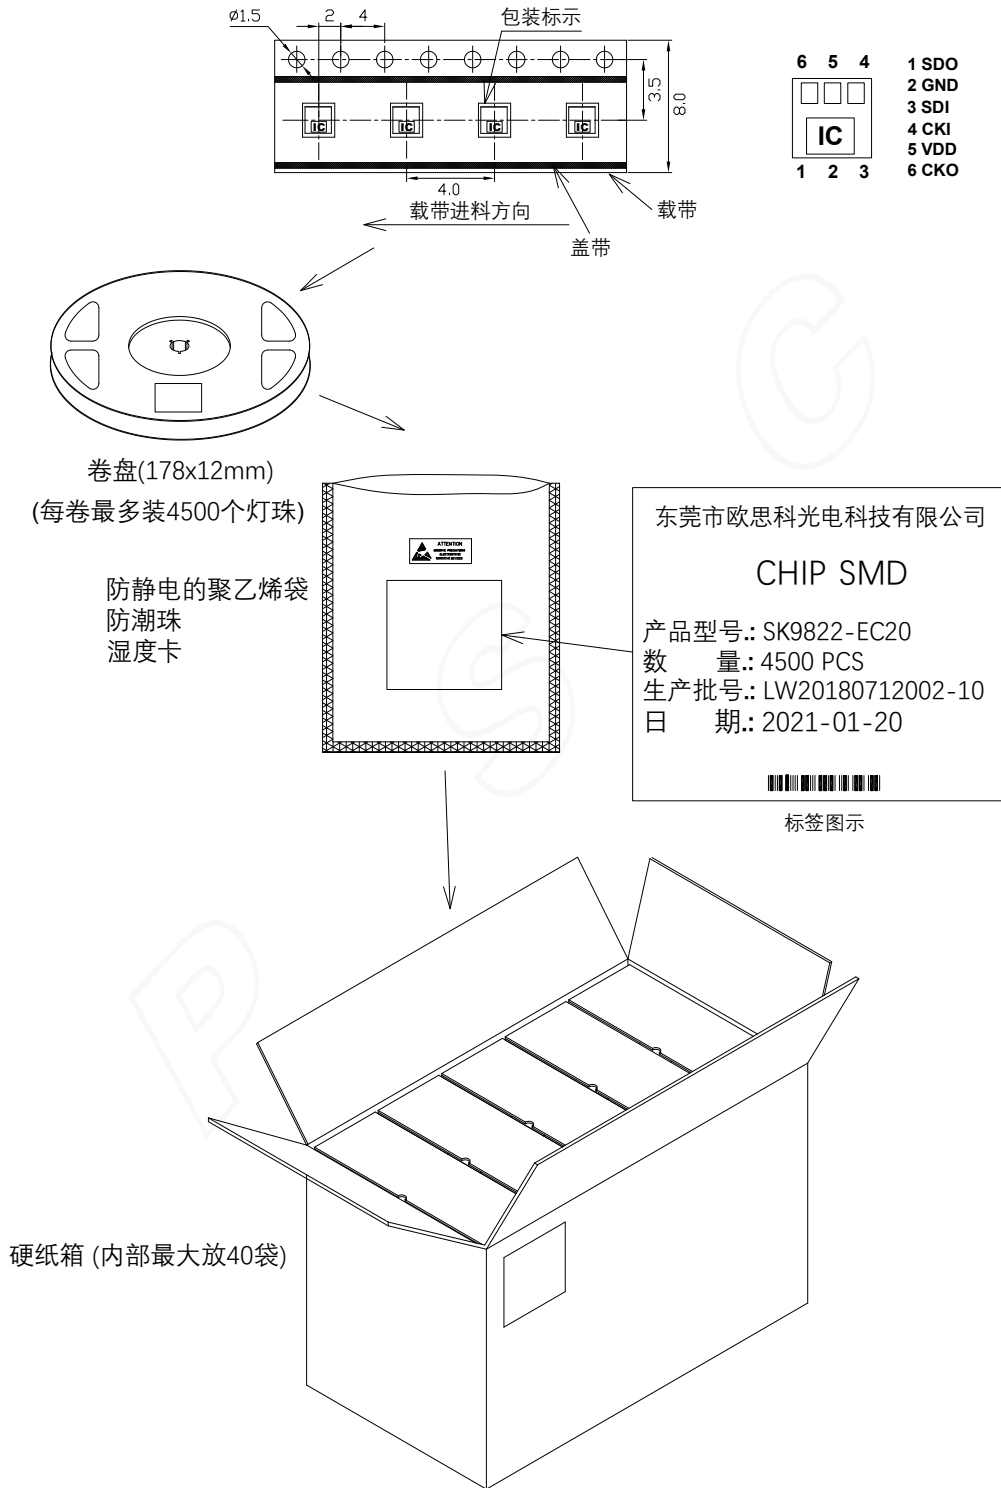 ø1.5
2
4
包装标示
3.5
8.0
IC
IC
IC
IC
4.0
载带进料方向
载带
盖带
6 5 4
IC
1 2 3
1 SDO
2 GND
3 SDI
4 CKI
5 VDD
6 CKO
卷盘(178x12mm)
(每卷最多装4500个灯珠)
防静电的聚乙烯袋
防潮珠
湿度卡
ATTENTION
东莞市欧思科光电科技有限公司
CHIP SMD
产品型号.: SK9822-EC20
数 量.: 4500 PCS
生产批号.: LW20180712002-10
日 期.: 2021-01-20
标签图示
硬纸箱 (内部最大放40袋)
P S C